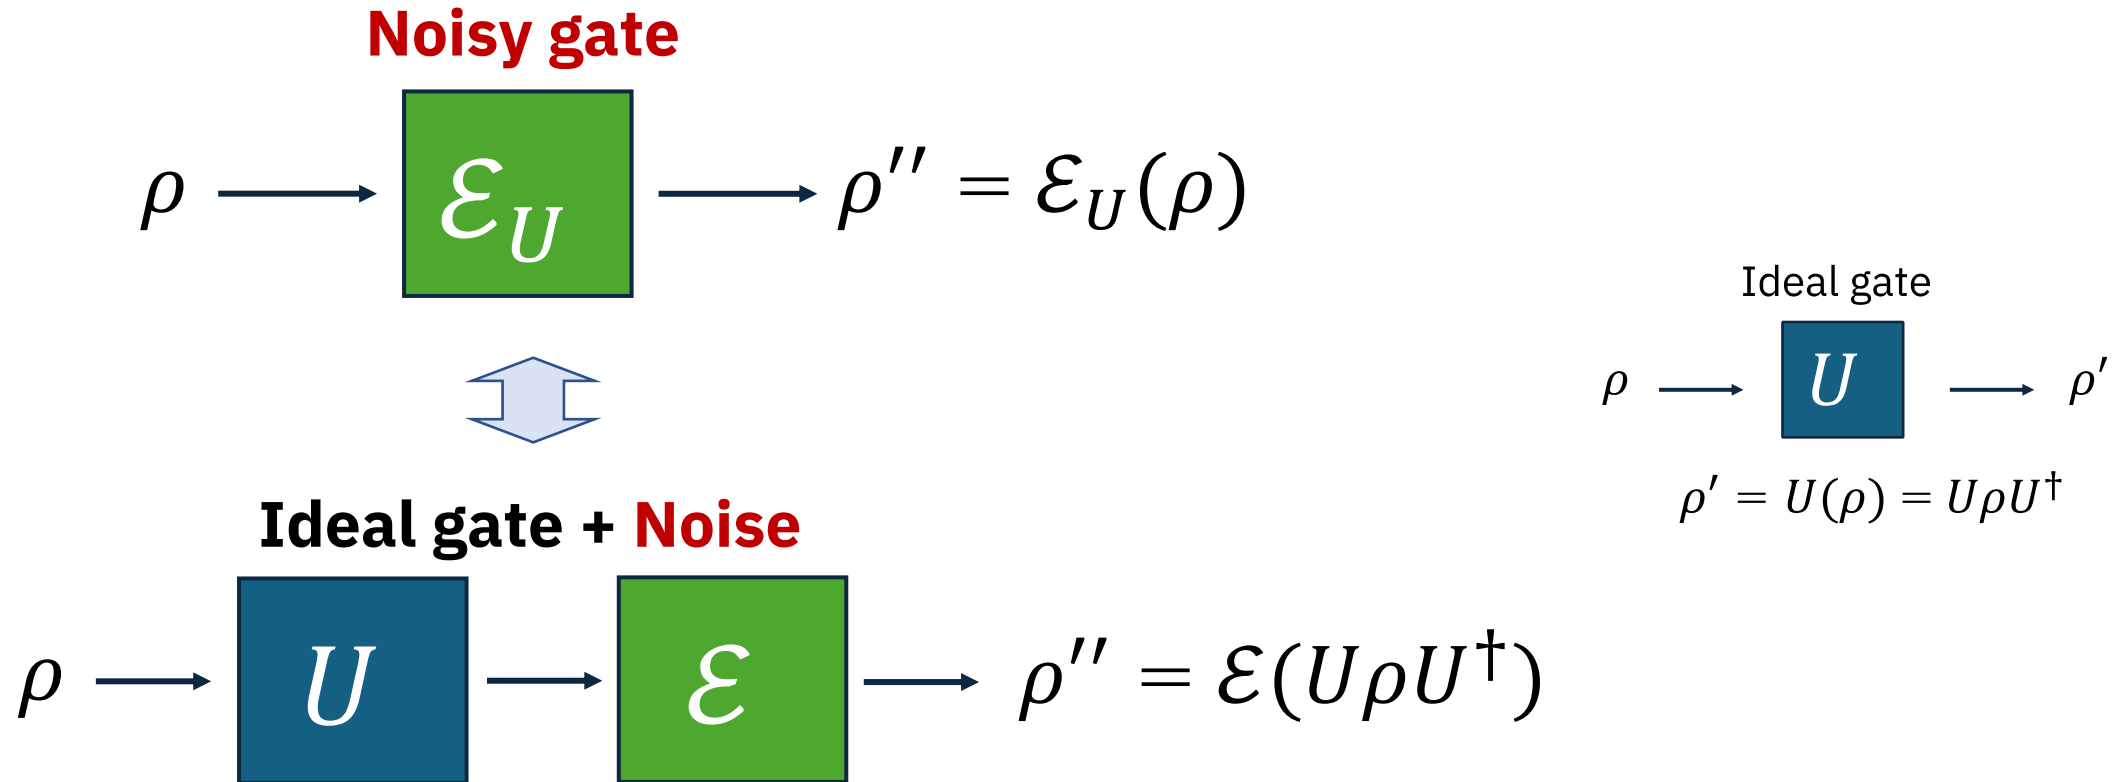 Noisy gate
ρ
ℰ_U
ρ′′ = ℰ_U(ρ)
Ideal gate
ρ
U
ρ′
ρ′ = U(ρ) = UρU†
Ideal gate + Noise
ρ
U
ℰ
ρ′′ = ℰ(UρU†)